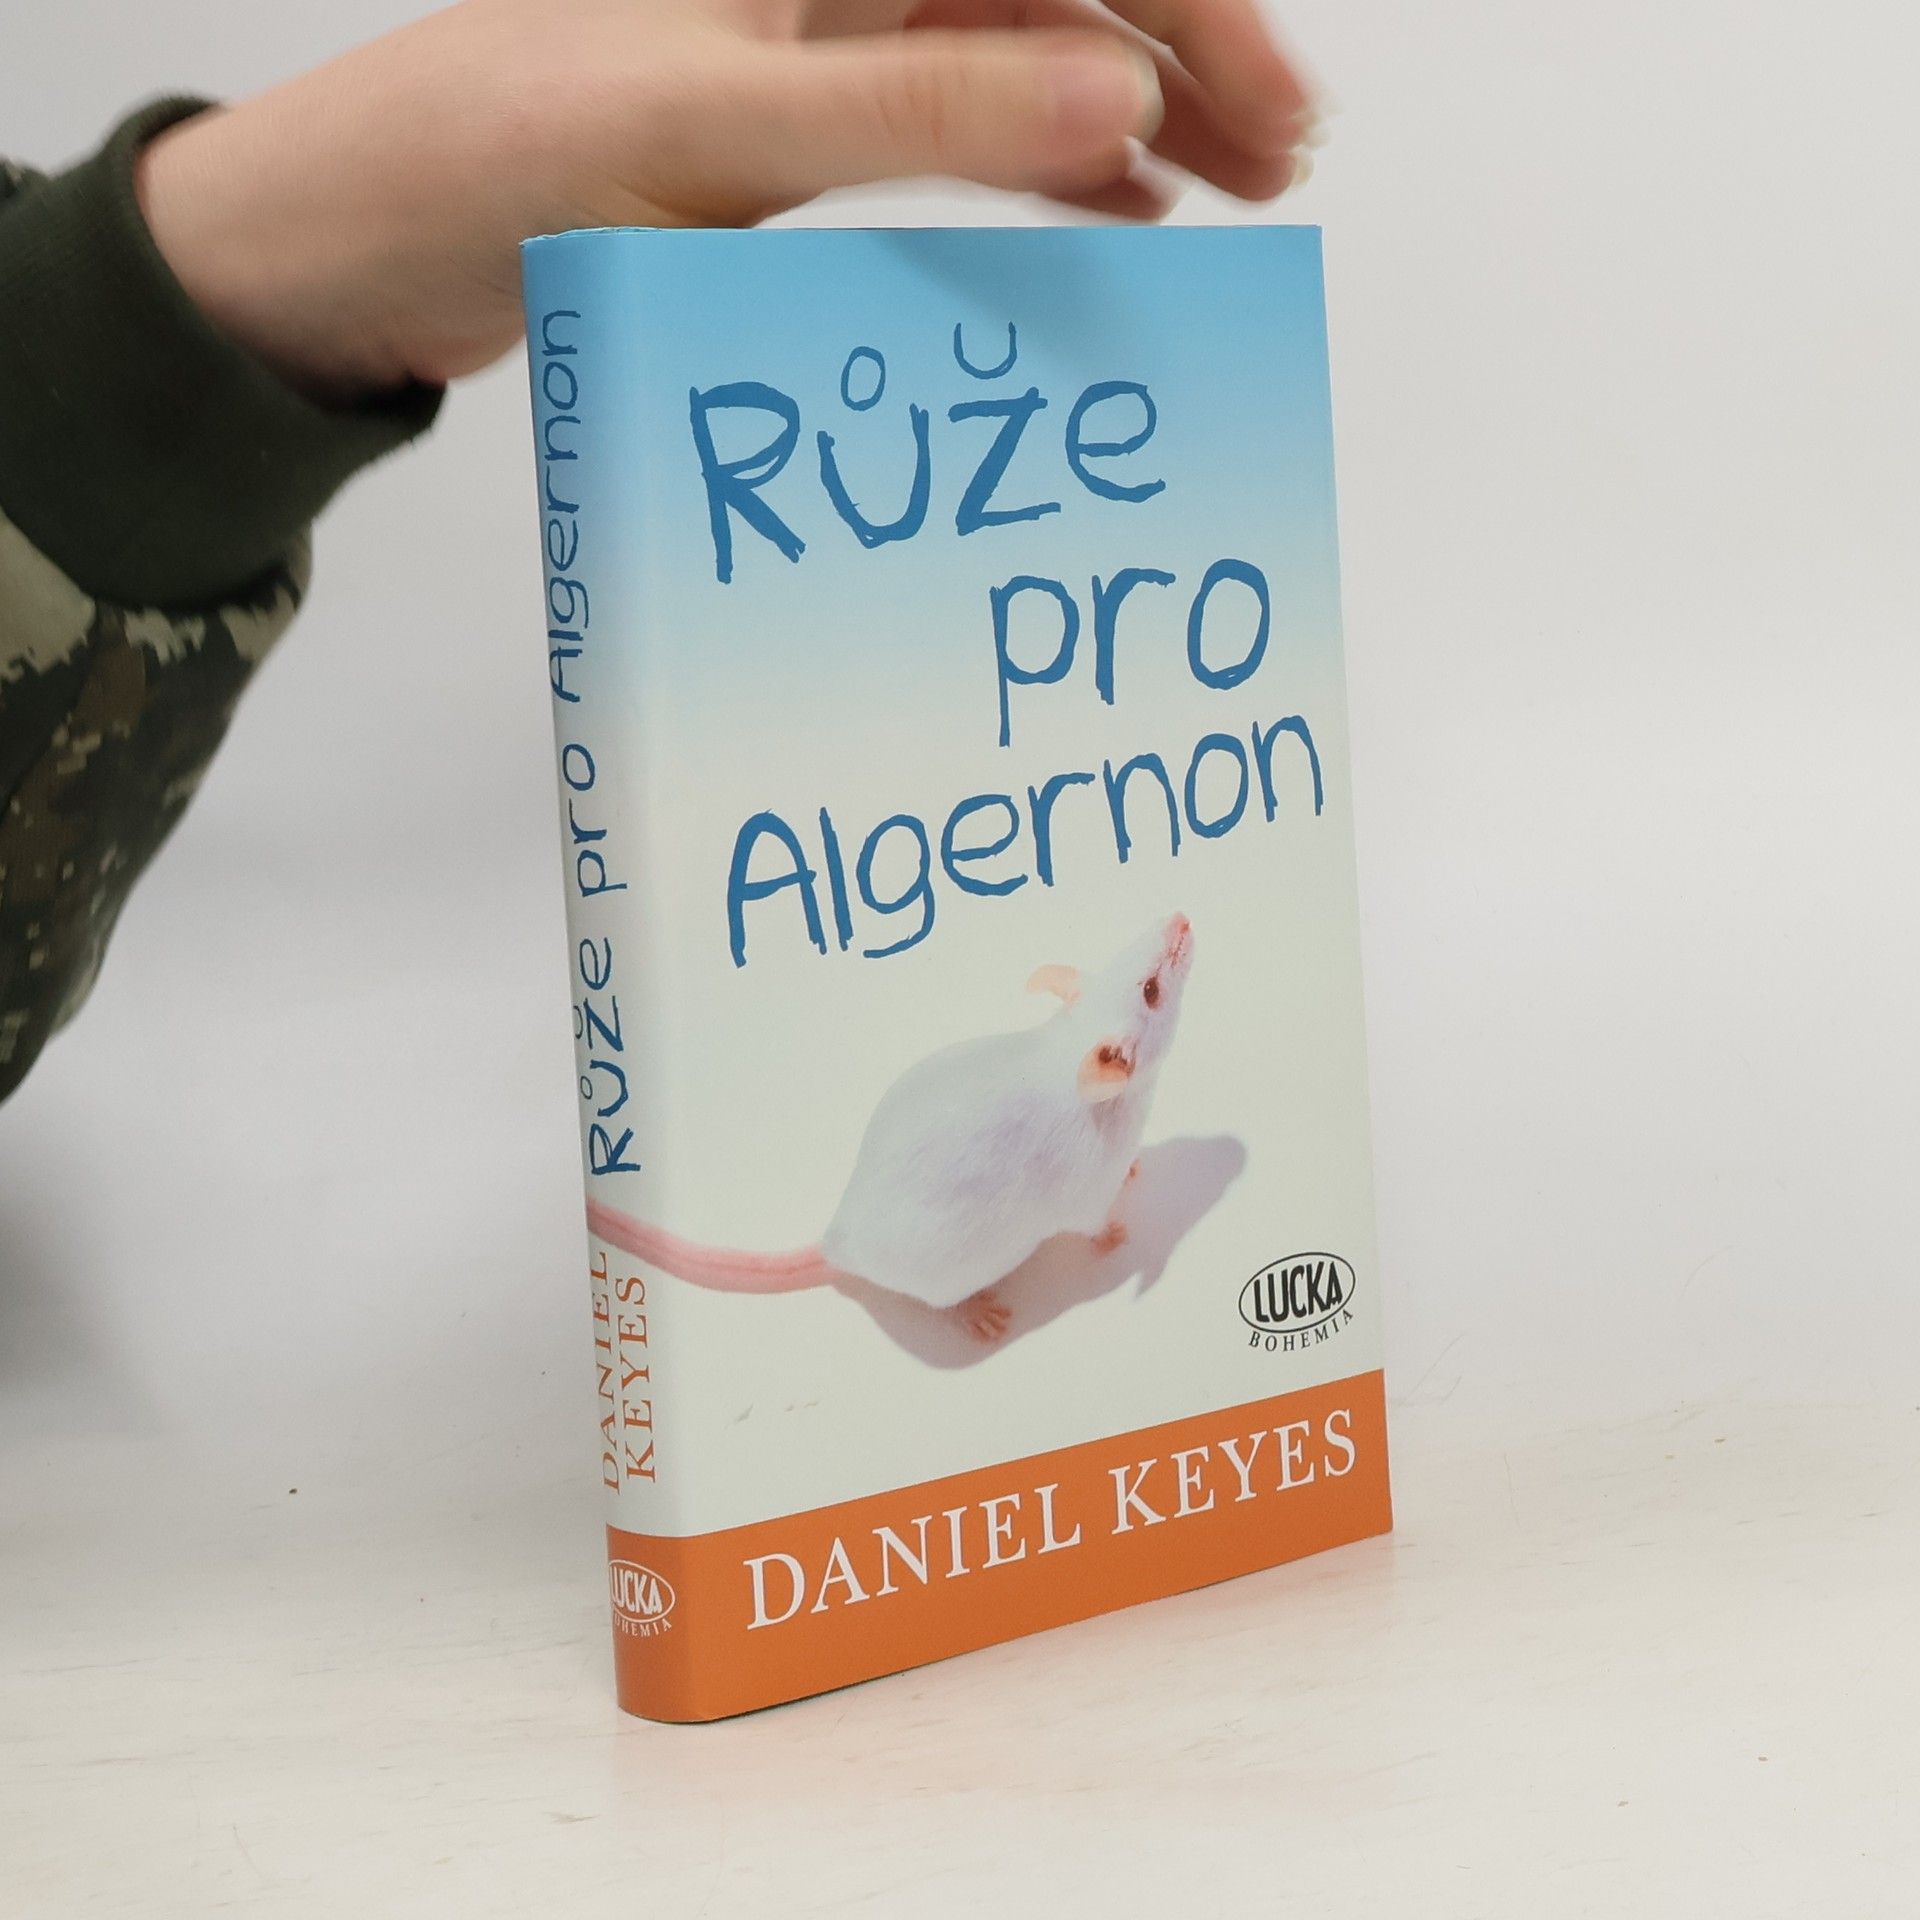 Růže
pro
Algernon
LUCKA
BOHEMIA
DANIEL KEYES
Růže pro Algernon
DANIEL
KEYES
LUCKA
BOHEMIA